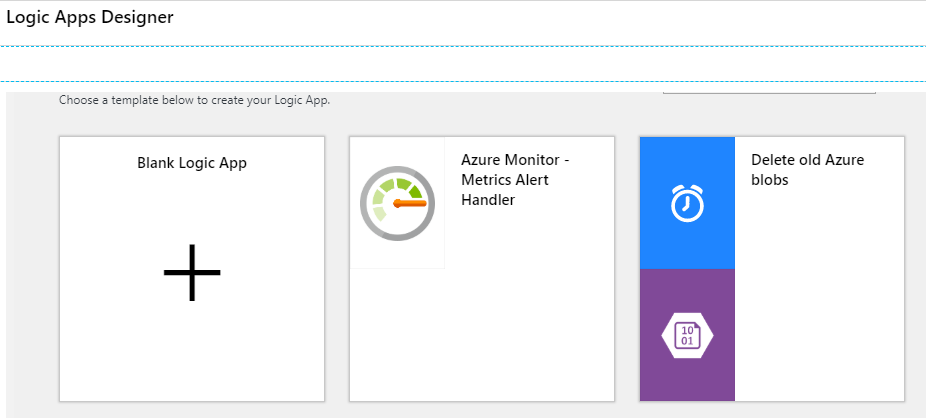 Logic Apps Designer
Choose a template below to create your Logic App.
Blank Logic App
Azure Monitor -
Metrics Alert
Handler
Delete old Azure
blobs
10
01